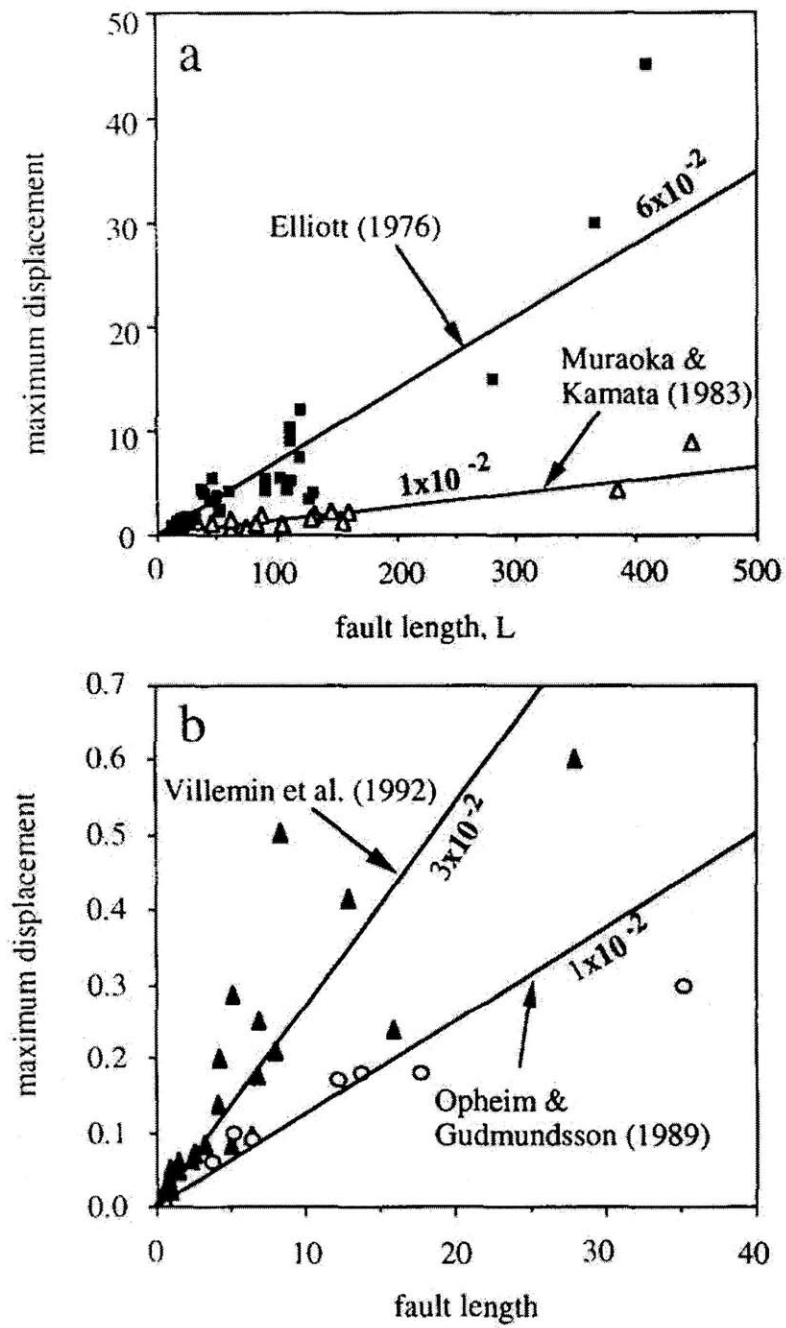 a
50
40
30
20
10
0
maximum displacement
Elliott (1976)
6x10-2
Muraoka &
Kamata (1983)
1x10-2
0
100
200
300
400
500
fault length, L
b
0.7
0.6
0.5
0.4
0.3
0.2
0.1
0.0
maximum displacement
Villemin et al. (1992)
3x10-2
1x10-2
Opheim &
Gudmundsson (1989)
0
10
20
30
40
fault length